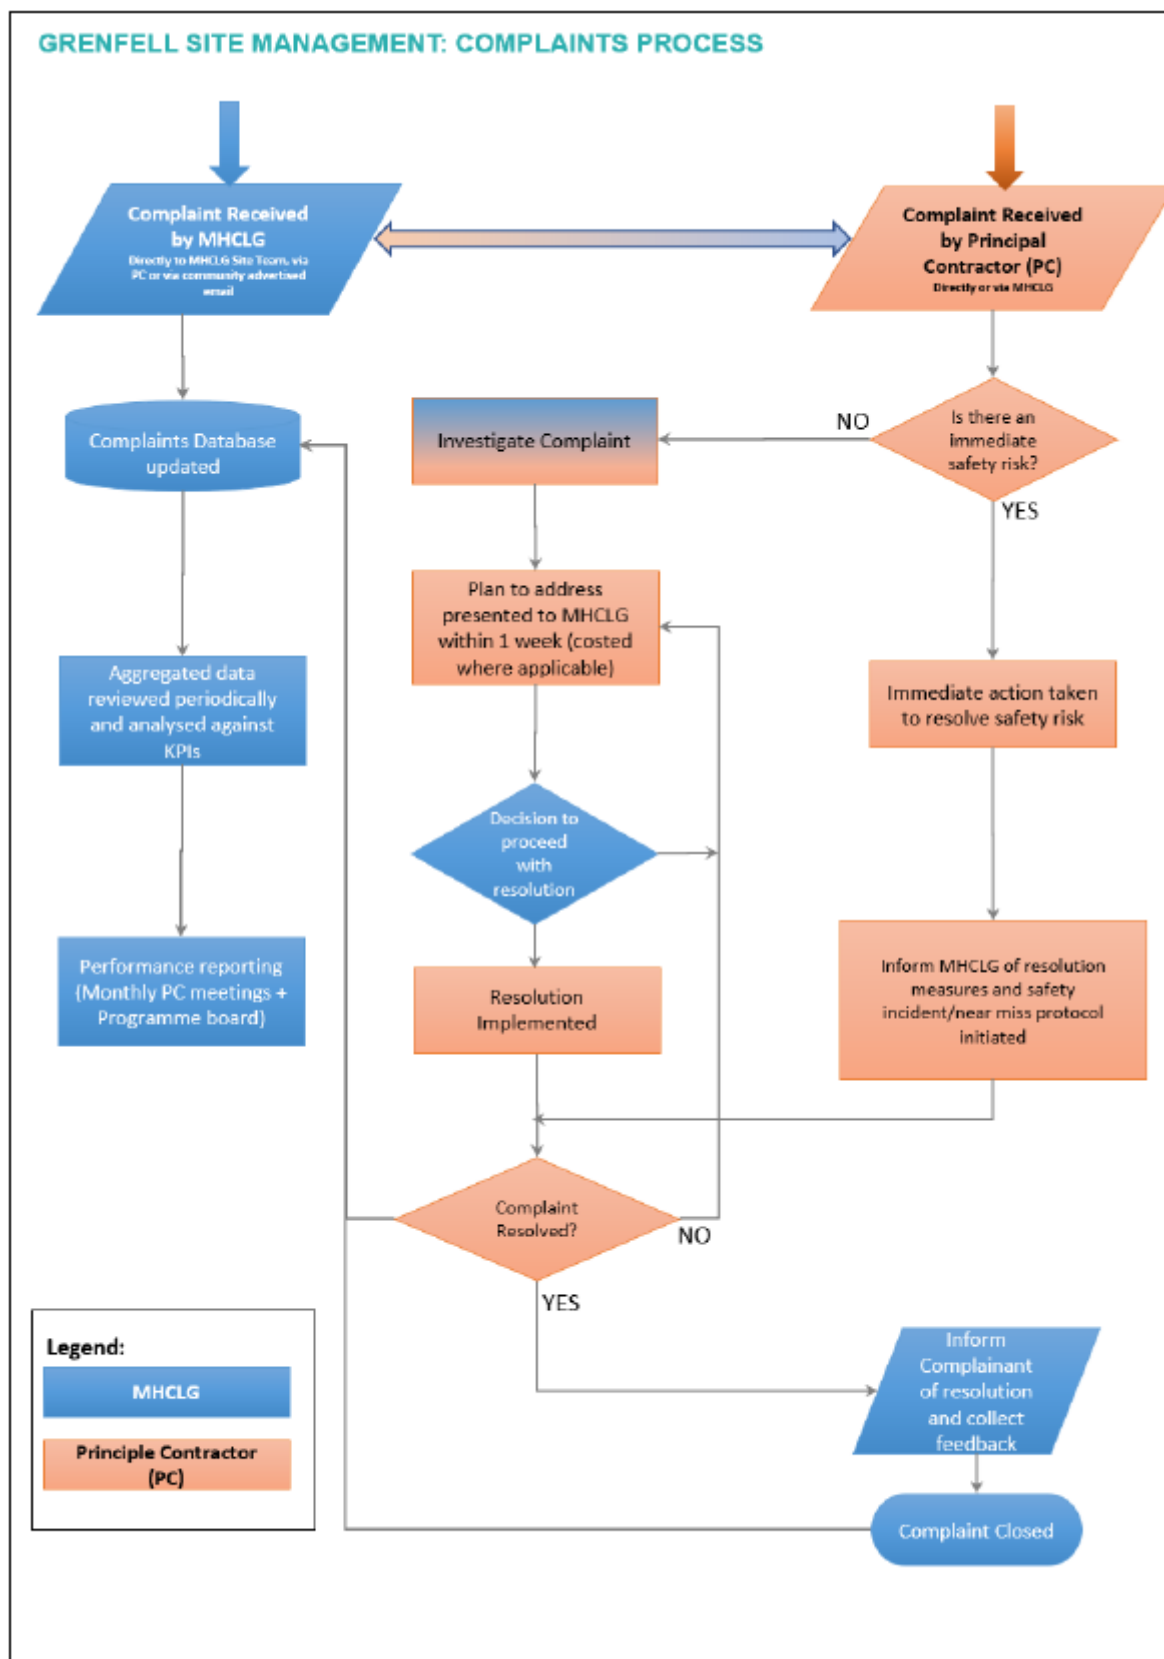 GRENFELL SITE MANAGEMENT: COMPLAINTS PROCESS
Complaint Received
by MHCLG
Directly to MHCLG Site Team, via
PC or via community advertised
email
Complaint Received
by Principal
Contractor (PC)
Directly or via MHCLG
Complaints Database
updated
Investigate Complaint
NO
Is there an
immediate
safety risk?
YES
Plan to address
presented to MHCLG
within 1 week (costed
where applicable)
Aggregated data
reviewed periodically
and analysed against
KPIs
Immediate action taken
to resolve safety risk
Decision to
proceed
with
resolution
Performance reporting
(Monthly PC meetings +
Programme board)
Resolution
Implemented
Inform MHCLG of resolution
measures and safety
incident/near miss protocol
initiated
Complaint
Resolved?
NO
YES
Legend:
MHCLG
Principle Contractor
(PC)
Inform
Complainant
of resolution
and collect
feedback
Complaint Closed